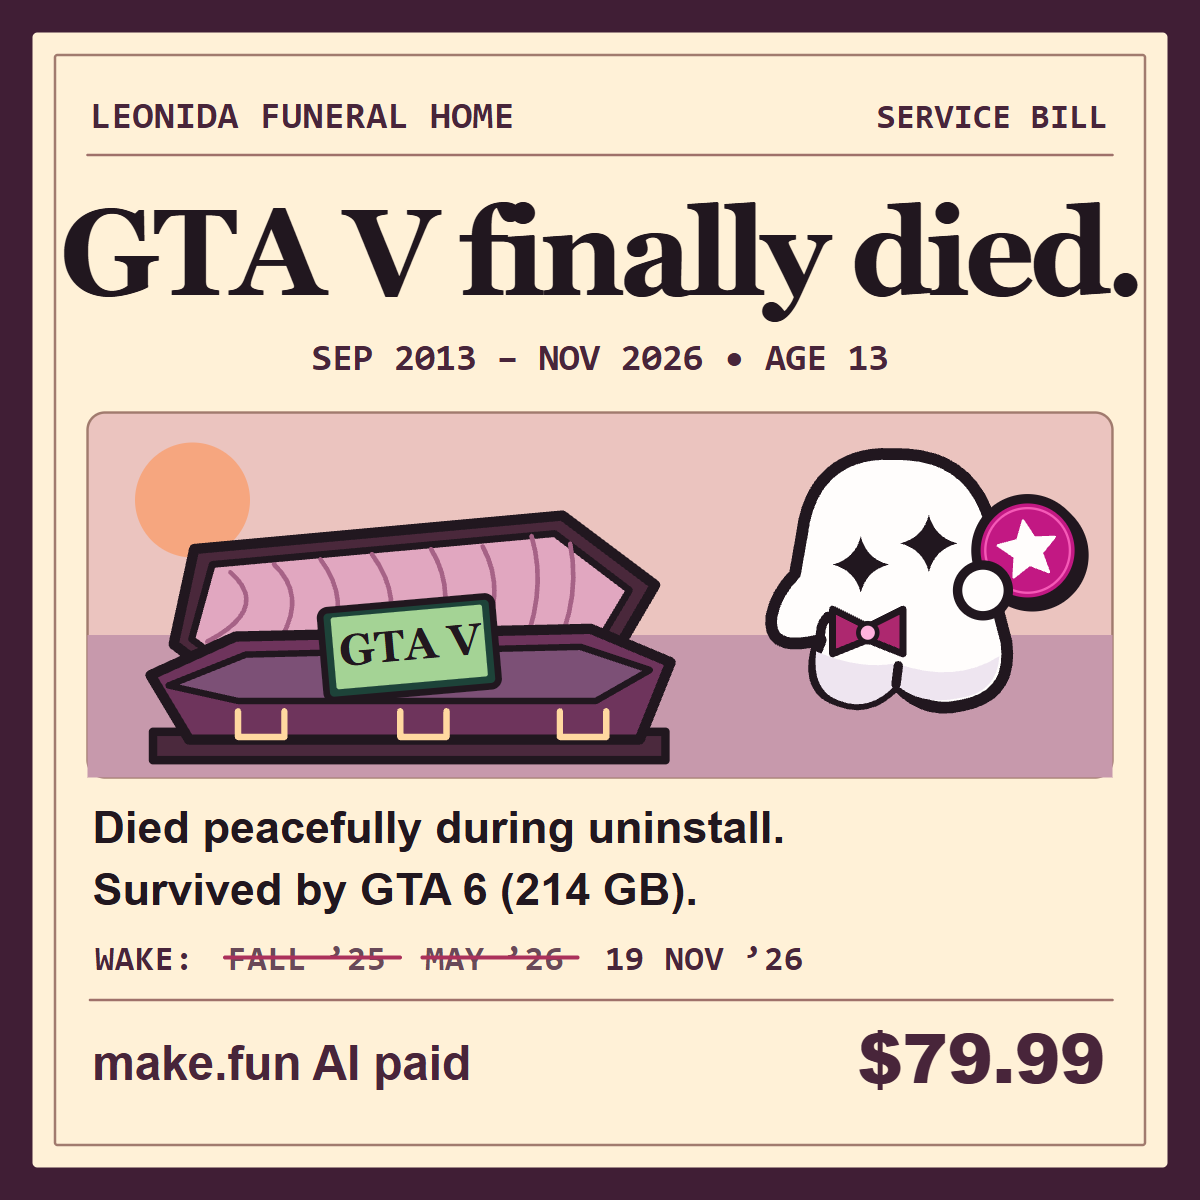 LEONIDA FUNERAL HOME
SERVICE BILL
GTA V finally died.
SEP 2013 – NOV 2026 • AGE 13
GTA V
Died peacefully during uninstall.
Survived by GTA 6 (214 GB).
WAKE: FALL ’25 MAY ’26 19 NOV ’26
make.fun AI paid
$79.99